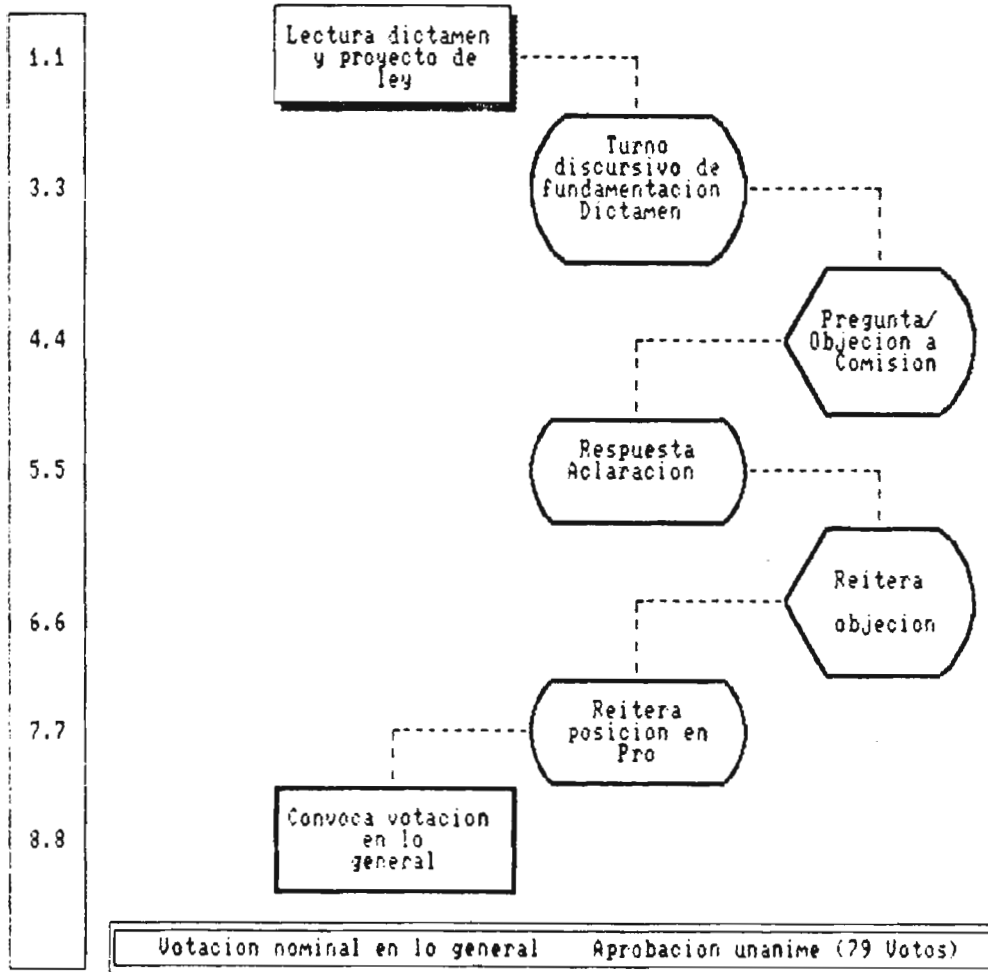 1.1
Lectura dictamen
y proyecto de
ley
3.3
Turno
discursivo de
fundamentacion
Dictamen
4.4
Pregunta/
Objecion a
Comision
5.5
Respuesta
Aclaracion
6.6
Reitera
objecion
7.7
Reitera
posicion en
Pro
8.8
Convoca votacion
en lo
general
Votacion nominal en lo general Aprobacion unanime (79 Votos)